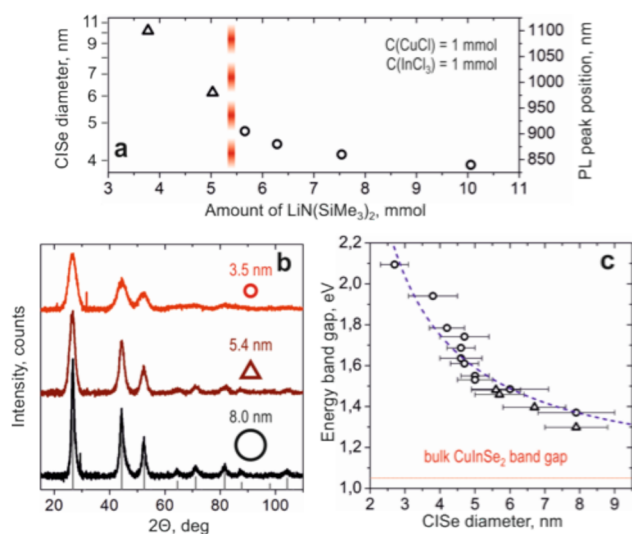 C(CuCl) = 1 mmol
C(InCl₃) = 1 mmol
CISe diameter, nm
11
9
8
7
6
5
4
PL peak position, nm
1100
1050
1000
950
900
850
a
3 4 5 6 7 8 9 10 11
Amount of LiN(SiMe₃)₂, mmol
b
3.5 nm
5.4 nm
8.0 nm
Intensity, counts
20 40 60 80 100
2Θ, deg
c
Energy band gap, eV
2,2
2,0
1,8
1,6
1,4
1,2
1,0
bulk CuInSe₂ band gap
2 3 4 5 6 7 8 9
CISe diameter, nm